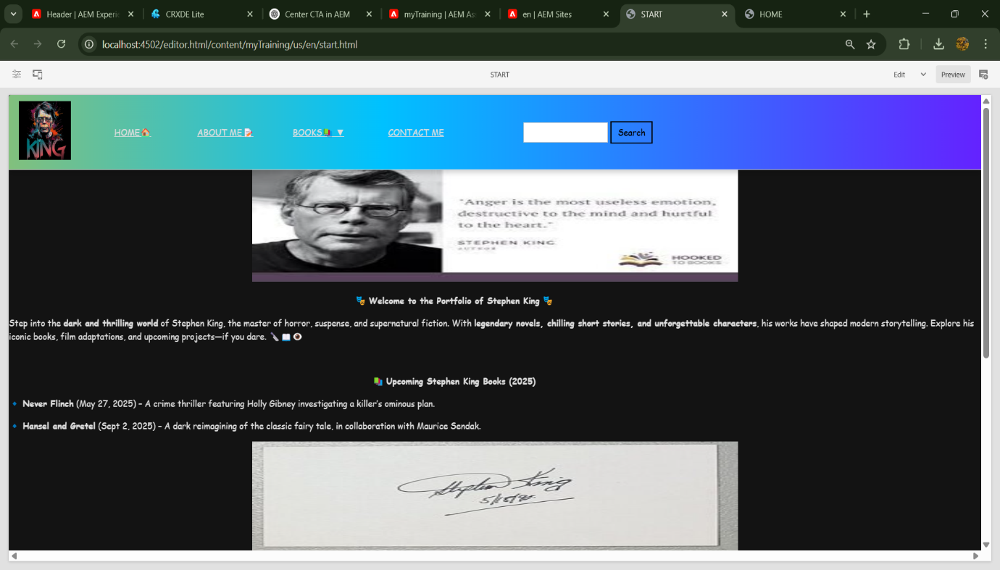 Header | AEM Experi
CRXDE Lite
Center CTA in AEM
myTraining | AEM As
en | AEM Sites
START
HOME
localhost:4502/editor.html/content/myTraining/us/en/start.html
START
Edit
Preview
KING
HOME🏠
ABOUT ME📝
BOOKS📚 ▼
CONTACT ME
Search
"Anger is the most useless emotion,
destructive to the mind and hurtful
to the heart."
STEPHEN KING
AUTHOR
HOOKED
TO BOOKS
🎭 Welcome to the Portfolio of Stephen King 🎭
Step into the dark and thrilling world of Stephen King, the master of horror, suspense, and supernatural fiction. With legendary novels, chilling short stories, and unforgettable characters, his works have shaped modern storytelling. Explore his
iconic books, film adaptations, and upcoming projects—if you dare. 🔪 📖 👁️
📚 Upcoming Stephen King Books (2025)
🔹 Never Flinch (May 27, 2025) – A crime thriller featuring Holly Gibney investigating a killer’s ominous plan.
🔹 Hansel and Gretel (Sept 2, 2025) – A dark reimagining of the classic fairy tale, in collaboration with Maurice Sendak.
Stephen King